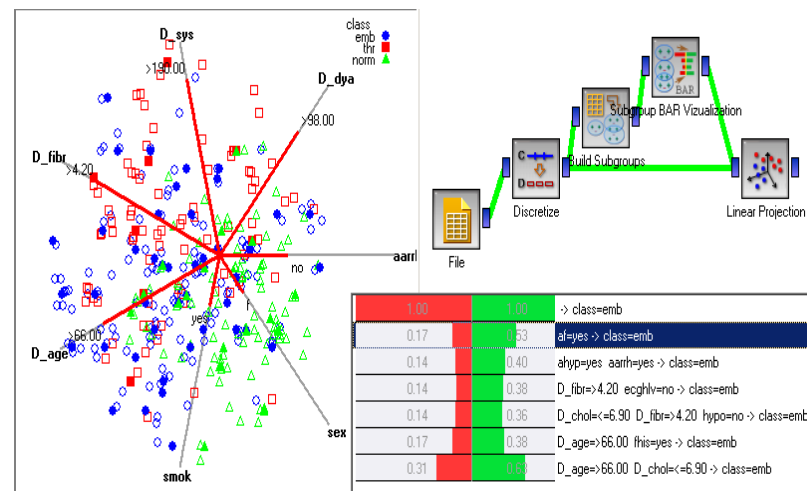 class
emb
thr
norm
D_sys
>190.00
D_dya
>98.00
D_fibr
>4.20
aarrh
no
yes
f
>66.00
D_age
sex
smok
BAR
Subgroup BAR Vizualization
Build Subgroups
C
D
Discretize
Linear Projection
File
1.00 1.00 -> class=emb
0.17 0.53 af=yes -> class=emb
0.14 0.40 ahyp=yes aarrh=yes -> class=emb
0.14 0.38 D_fibr=>4.20 ecghlv=no -> class=emb
0.14 0.36 D_chol=<=6.90 D_fibr=>4.20 hypo=no -> class=emb
0.17 0.38 D_age=>66.00 fhis=yes -> class=emb
0.31 0.63 D_age=>66.00 D_chol=<=6.90 -> class=emb